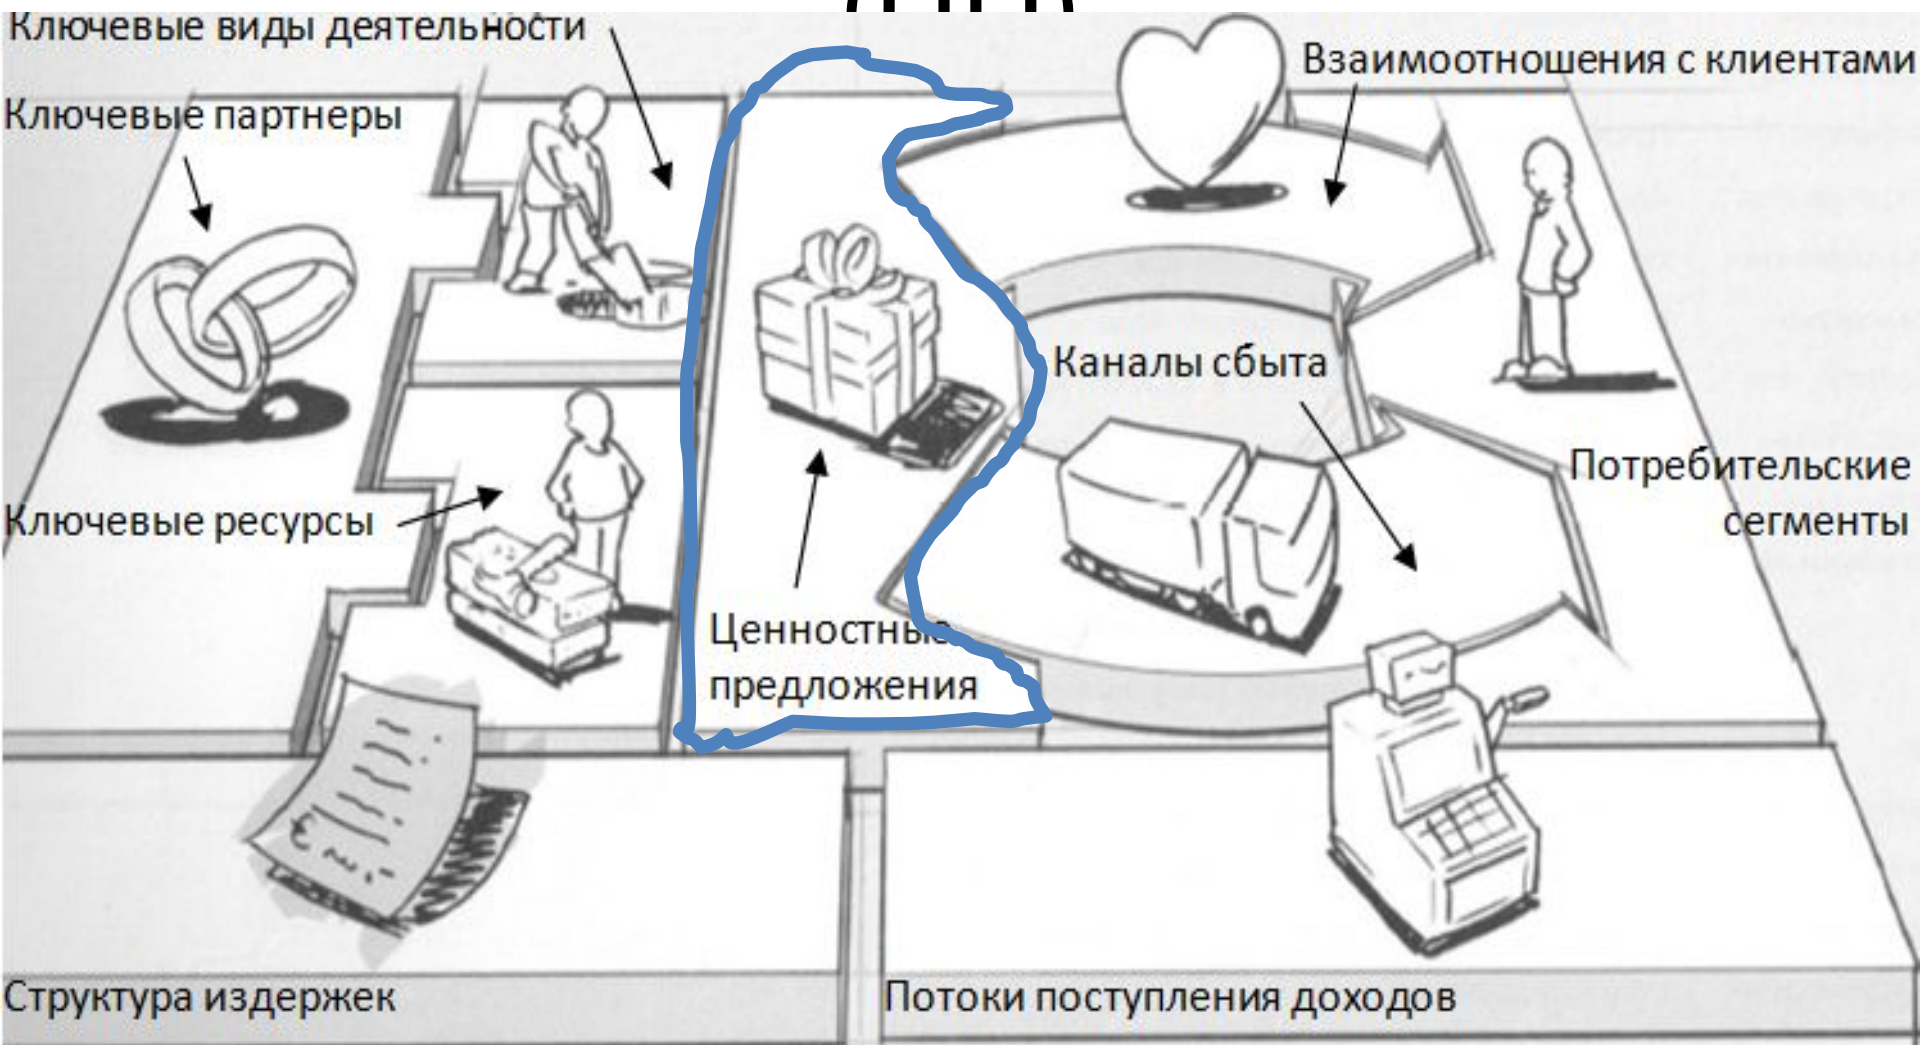 Ключевые виды деятельности
Взаимоотношения с клиентами
Ключевые партнеры
Каналы сбыта
Потребительские
сегменты
Ключевые ресурсы
Ценностные
предложения
Структура издержек
Потоки поступления доходов